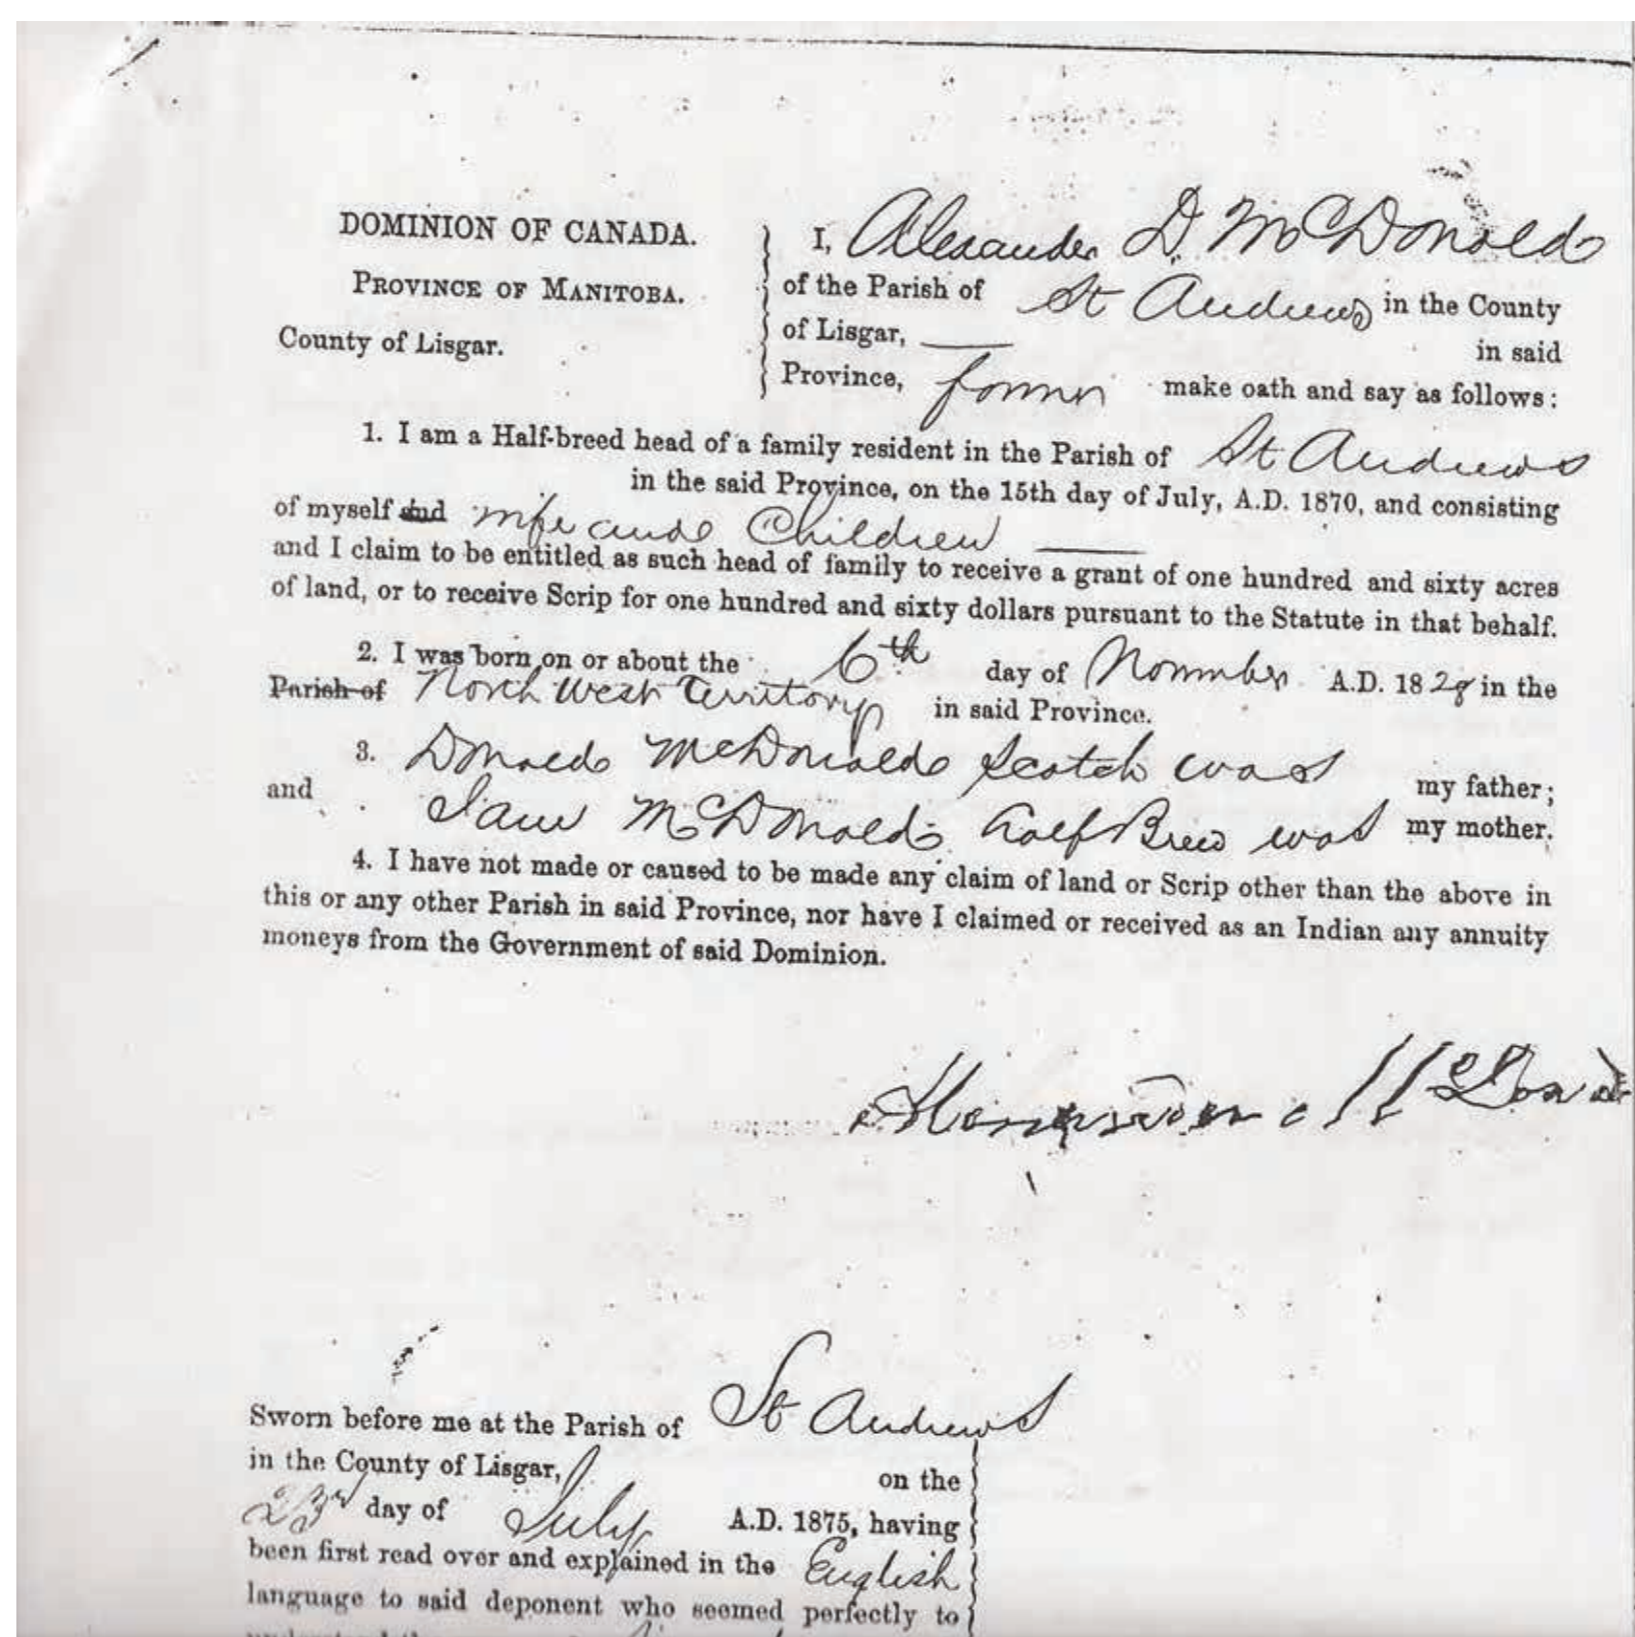 DOMINION OF CANADA.
PROVINCE OF MANITOBA.
County of Lisgar.
I, Alexander D. McDonald
of the Parish of St Andrews in the County
of Lisgar, in said
Province, farmer make oath and say as follows:
1. I am a Half-breed head of a family resident in the Parish of St Andrews
in the said Province, on the 15th day of July, A.D. 1870, and consisting
of myself and wife and Children
and I claim to be entitled as such head of family to receive a grant of one hundred and sixty acres
of land, or to receive Scrip for one hundred and sixty dollars pursuant to the Statute in that behalf.
2. I was born on or about the 6th day of November A.D. 1828 in the
Parish of North West Territory in said Province.
3. Donald McDonald Scotch was my father;
and Jane McDonald half Breed was my mother.
4. I have not made or caused to be made any claim of land or Scrip other than the above in
this or any other Parish in said Province, nor have I claimed or received as an Indian any annuity
moneys from the Government of said Dominion.
Sworn before me at the Parish of St Andrews
in the County of Lisgar, on the
23rd day of July A.D. 1875, having
been first read over and explained in the English
language to said deponent who seemed perfectly to